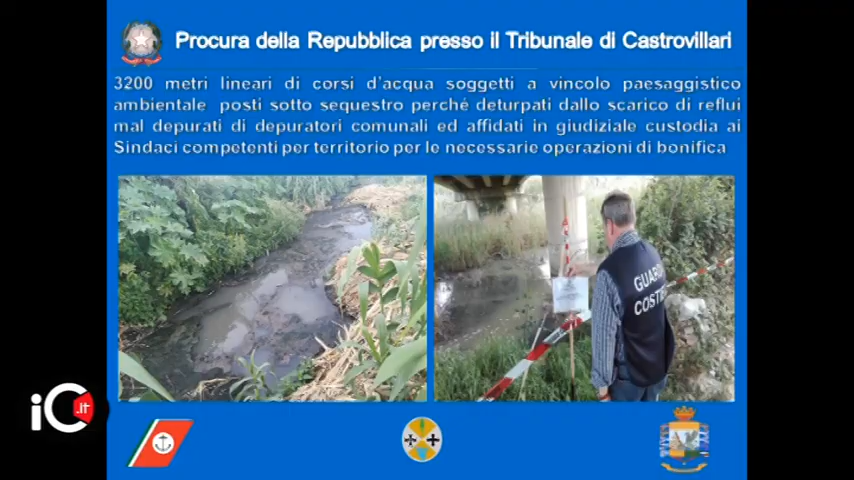 Procura della Repubblica presso il Tribunale di Castrovillari
3200 metri lineari di corsi d'acqua soggetti a vincolo paesaggistico
ambientale posti sotto sequestro perché deturpati dallo scarico di reflui
mal depurati di depuratori comunali ed affidati in giudiziale custodia ai
Sindaci competenti per territorio per le necessarie operazioni di bonifica
GUARDIA
COSTIE
iC.it